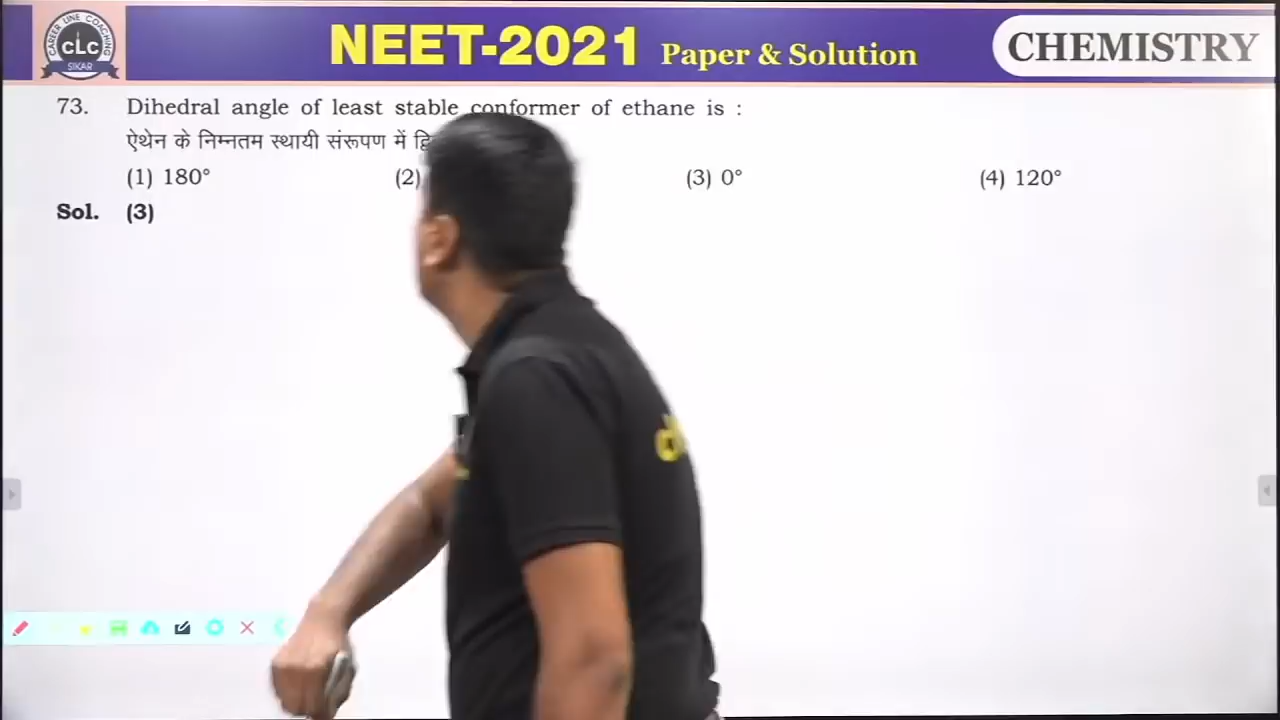 CAREER LINE COACHING
CLC
SIKAR
NEET-2021 Paper & Solution
CHEMISTRY
73. Dihedral angle of least stable conformer of ethane is :
ऐथेन के निम्नतम स्थायी संरूपण में
(1) 180° (2) (3) 0° (4) 120°
Sol. (3)